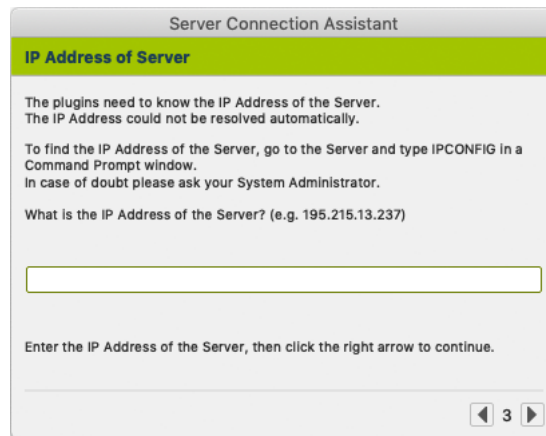 Server Connection Assistant
IP Address of Server
The plugins need to know the IP Address of the Server.
The IP Address could not be resolved automatically.
To find the IP Address of the Server, go to the Server and type IPCONFIG in a
Command Prompt window.
In case of doubt please ask your System Administrator.
What is the IP Address of the Server? (e.g. 195.215.13.237)
Enter the IP Address of the Server, then click the right arrow to continue.
3